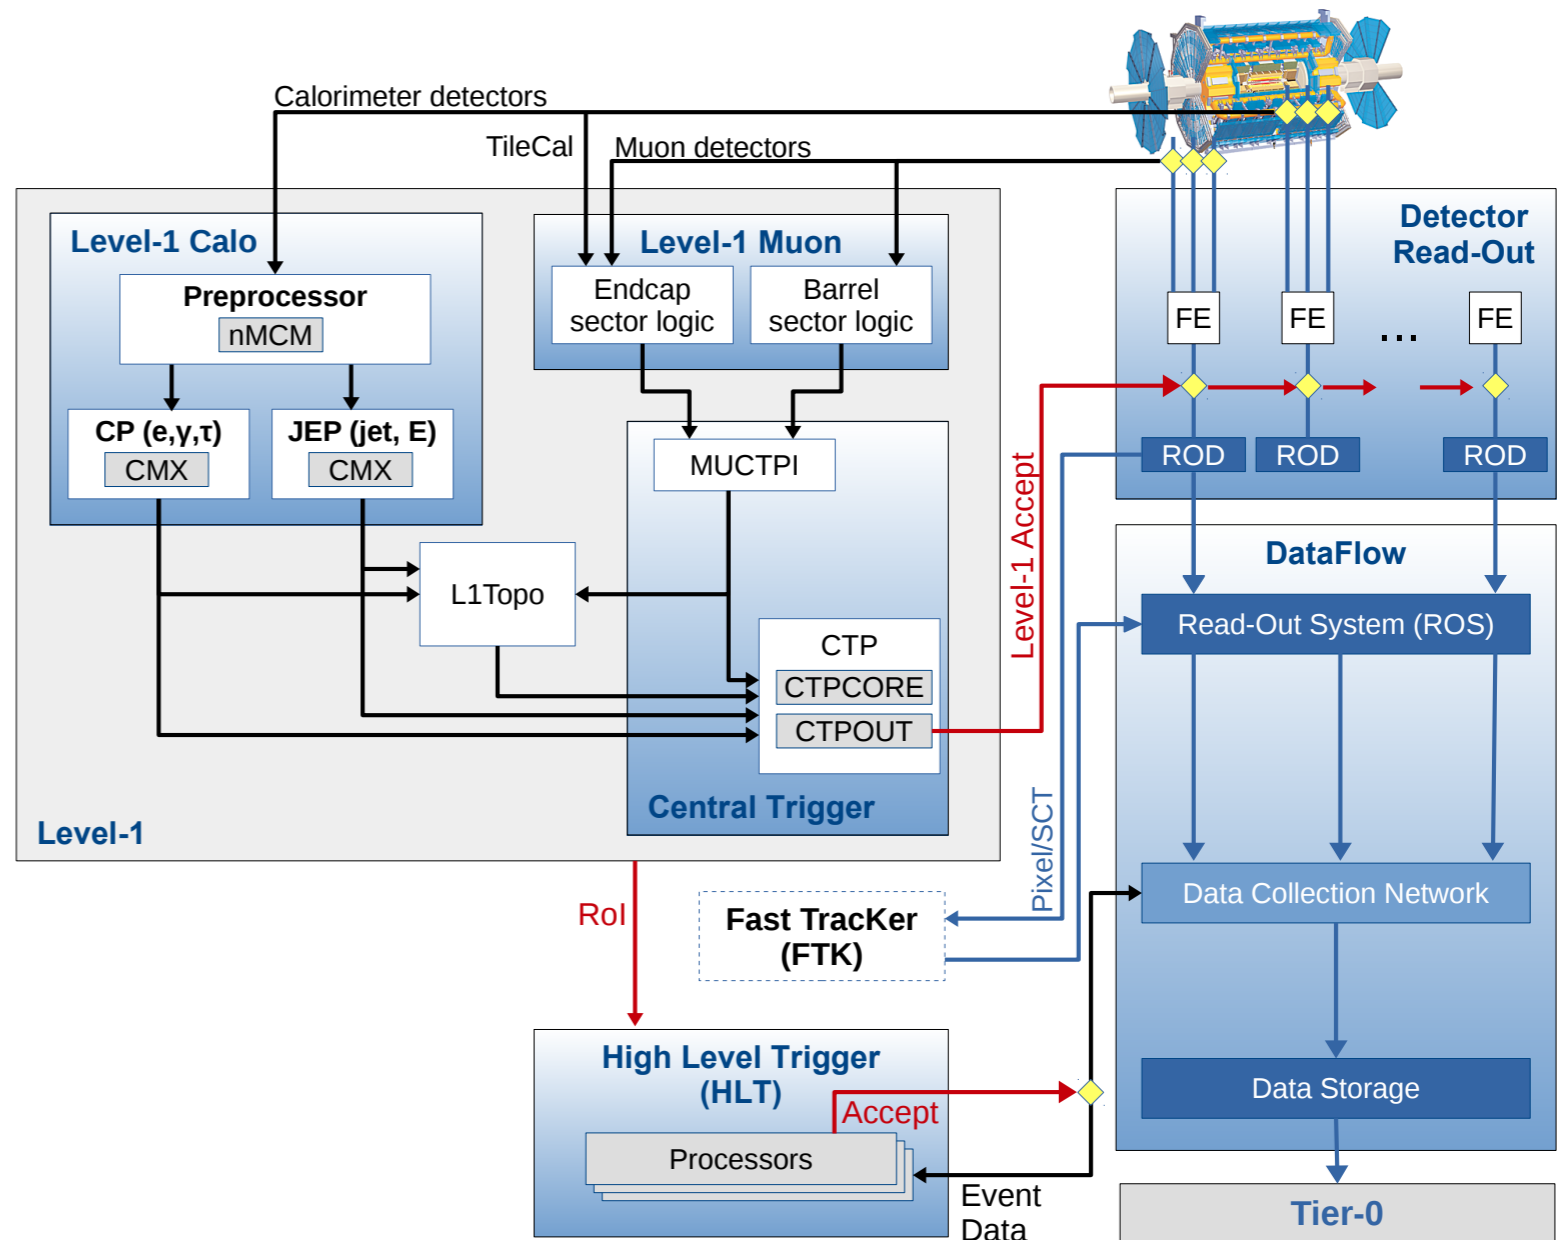 Calorimeter detectors
TileCal
Muon detectors
Level-1 Calo
Preprocessor
nMCM
CP (e,γ,τ)
CMX
JEP (jet, E)
CMX
Level-1 Muon
Endcap
sector logic
Barrel
sector logic
MUCTPI
L1Topo
CTP
CTPCORE
CTPOUT
Central Trigger
Level-1
Level-1 Accept
Detector
Read-Out
FE
FE
...
FE
ROD
ROD
ROD
DataFlow
Read-Out System (ROS)
Pixel/SCT
Data Collection Network
RoI
Fast TracKer
(FTK)
High Level Trigger
(HLT)
Accept
Processors
Event
Data
Data Storage
Tier-0